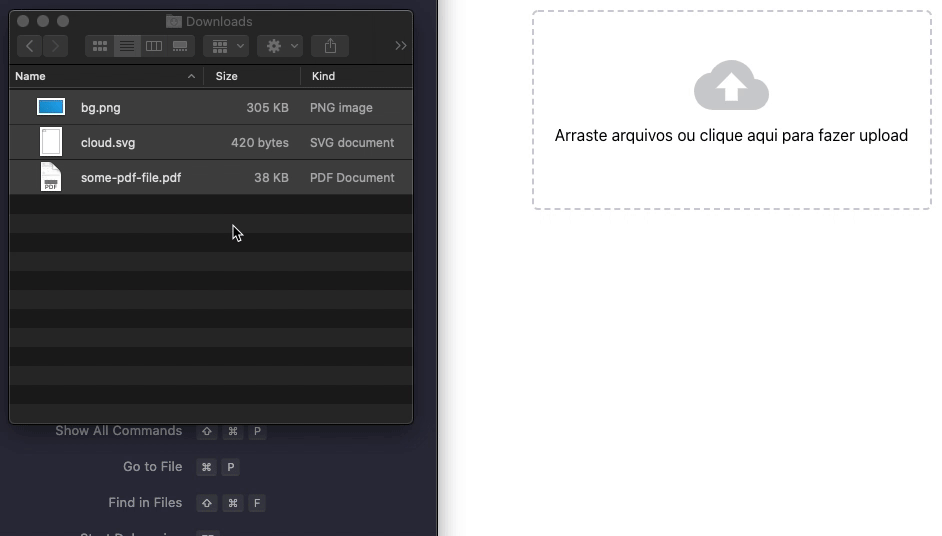 Downloads
Name Size Kind
bg.png 305 KB PNG image
cloud.svg 420 bytes SVG document
PDF some-pdf-file.pdf 38 KB PDF Document
Arraste arquivos ou clique aqui para fazer upload
Show All Commands ⇧ ⌘ P
Go to File ⌘ P
Find in Files ⇧ ⌘ F